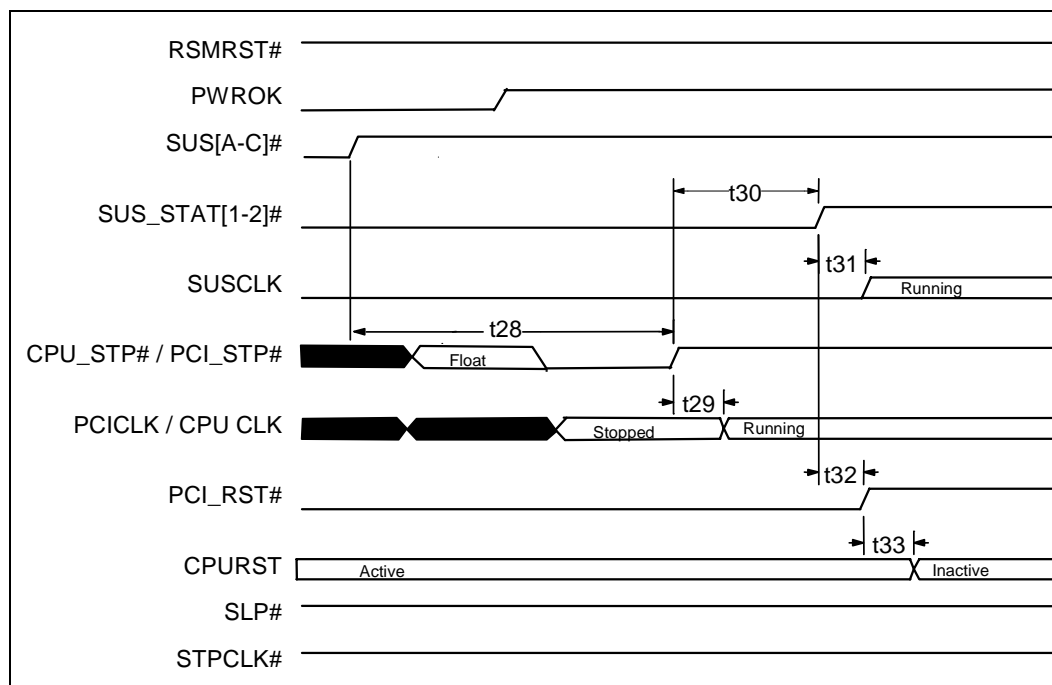 RSMRST#
PWROK
SUS[A-C]#
t30
SUS_STAT[1-2]#
t31
SUSCLK
Running
t28
CPU_STP# / PCI_STP#
Float
t29
PCICLK / CPU CLK
Stopped
Running
t32
PCI_RST#
t33
CPURST
Active
Inactive
SLP#
STPCLK#